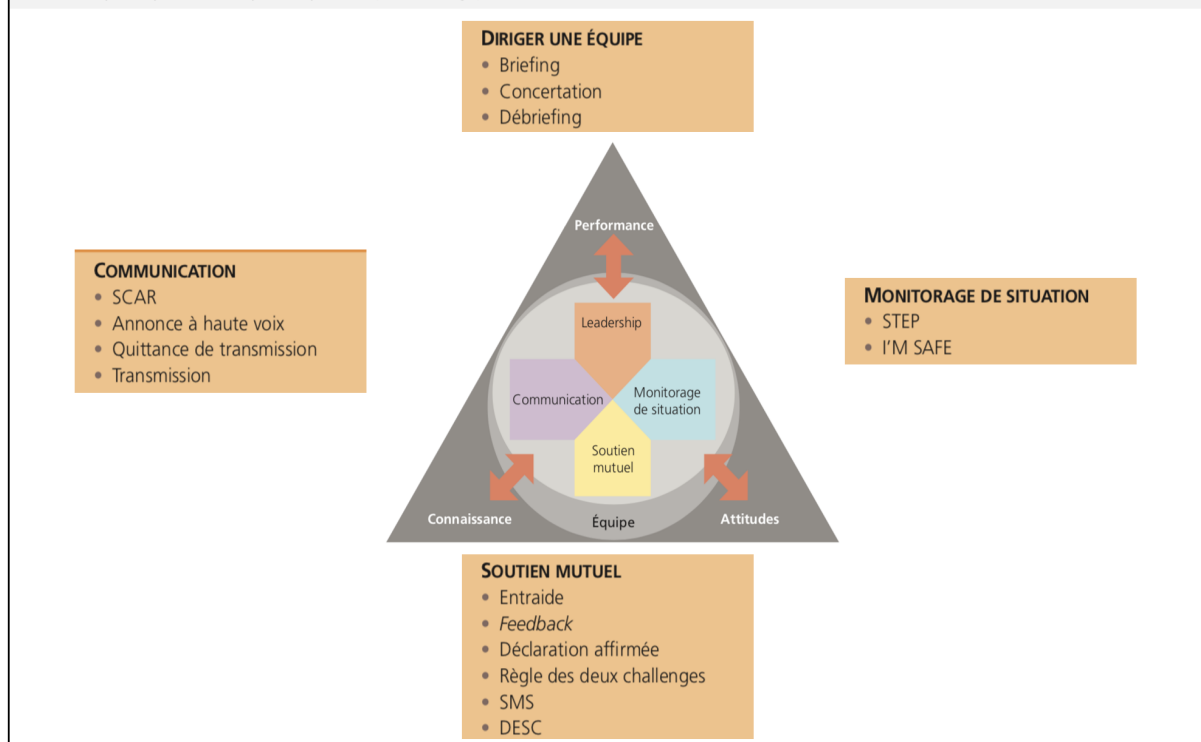 DIRIGER UNE ÉQUIPE
• Briefing
• Concertation
• Débriefing
COMMUNICATION
• SCAR
• Annonce à haute voix
• Quittance de transmission
• Transmission
Performance
Leadership
Communication
Monitorage
de situation
Soutien
mutuel
Connaissance
Équipe
Attitudes
MONITORAGE DE SITUATION
• STEP
• I'M SAFE
SOUTIEN MUTUEL
• Entraide
• Feedback
• Déclaration affirmée
• Règle des deux challenges
• SMS
• DESC